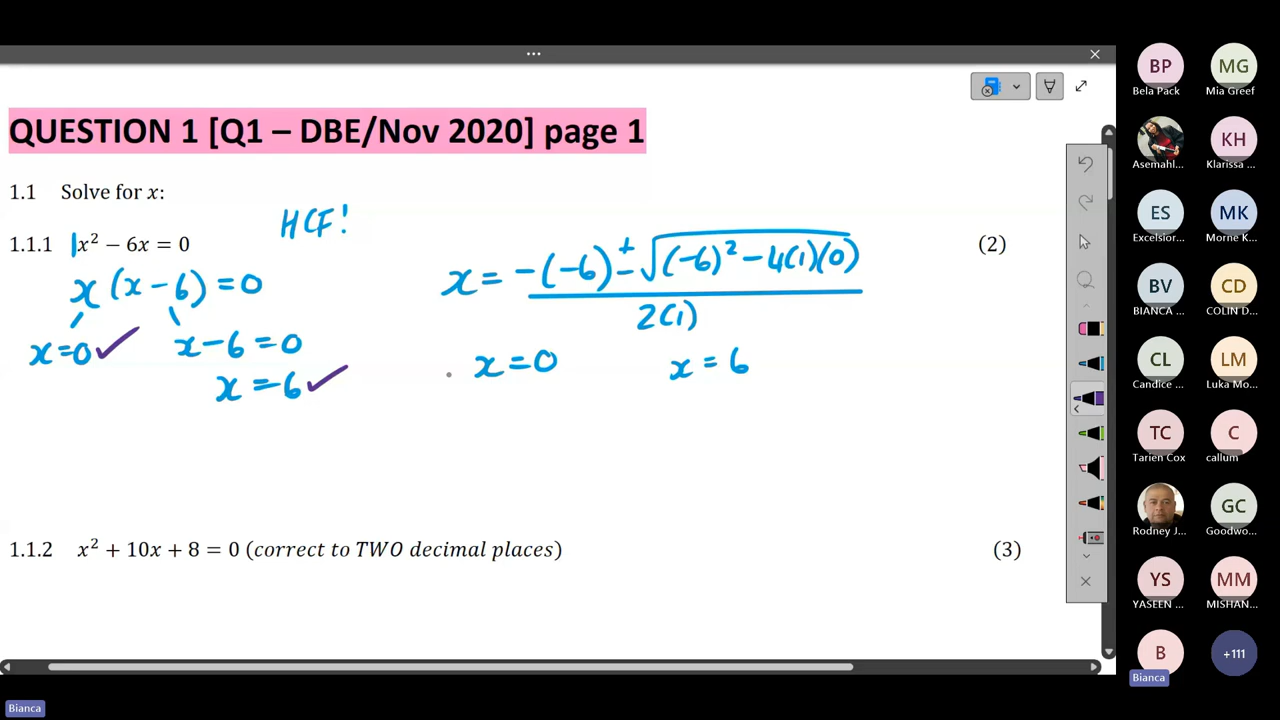 QUESTION 1 [Q1 – DBE/Nov 2020] page 1
1.1 Solve for x:
HCF!
1.1.1 1x² − 6x = 0 (2)
x (x − 6) = 0
x=0 ✓ x − 6 = 0
x = 6 ✓
x = −(−6) ± √(−6)² − 4(1)(0) / 2(1)
x = 0 x = 6
1.1.2 x² + 10x + 8 = 0 (correct to TWO decimal places) (3)
BP MG
Bela Pack Mia Greef
KH
Asemahl... Klarissa ...
ES MK
Excelsior... Morne K...
BV CD
BIANCA ... COLIN D...
CL LM
Candice ... Luka Mo...
TC C
Tarien Cox callum
GC
Rodney J... Goodwo...
YS MM
YASEEN ... MISHAN...
B +111
Bianca
Bianca